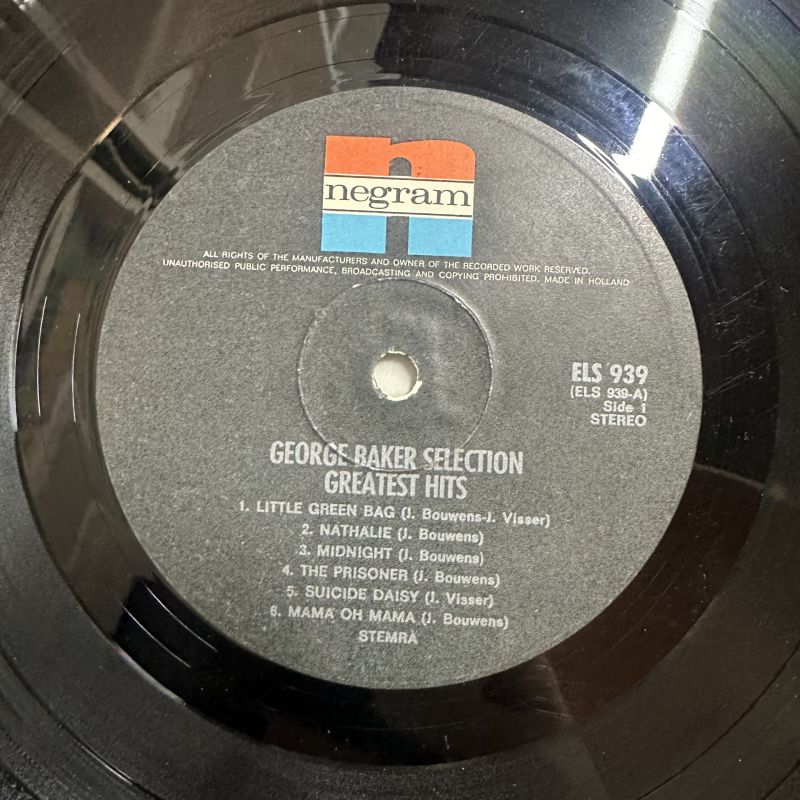 negram
ALL RIGHTS OF THE MANUFACTURERS AND OWNER OF THE RECORDED WORK RESERVED.
UNAUTHORISED PUBLIC PERFORMANCE, BROADCASTING AND COPYING PROHIBITED. MADE IN HOLLAND
ELS 939
(ELS 939-A)
Side 1
STEREO
GEORGE BAKER SELECTION
GREATEST HITS
1. LITTLE GREEN BAG (J. Bouwens-J. Visser)
2. NATHALIE (J. Bouwens)
3. MIDNIGHT (J. Bouwens)
4. THE PRISONER (J. Bouwens)
5. SUICIDE DAISY (J. Visser)
6. MAMA OH MAMA (J. Bouwens)
STEMRA